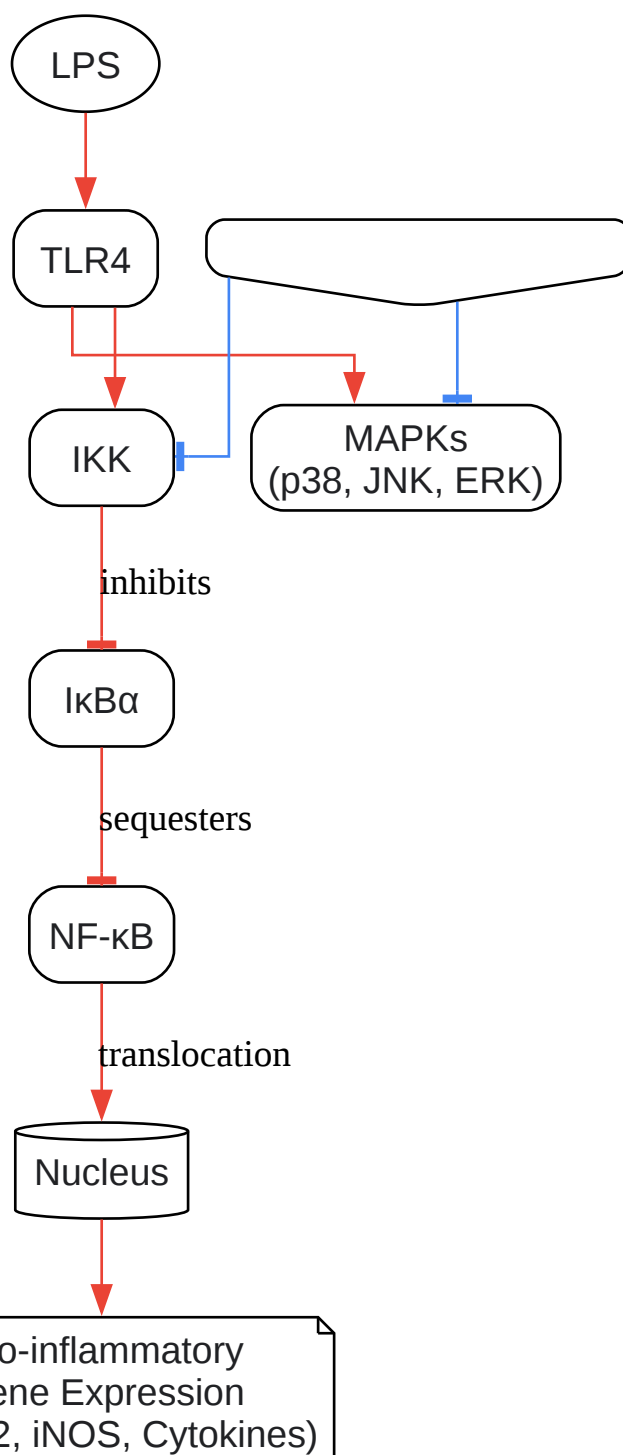 LPS
TLR4
IKK
MAPKs
(p38, JNK, ERK)
inhibits
IκBα
sequesters
NF-κB
translocation
Nucleus
o-inflammatory
ene Expression
2, iNOS, Cytokines)